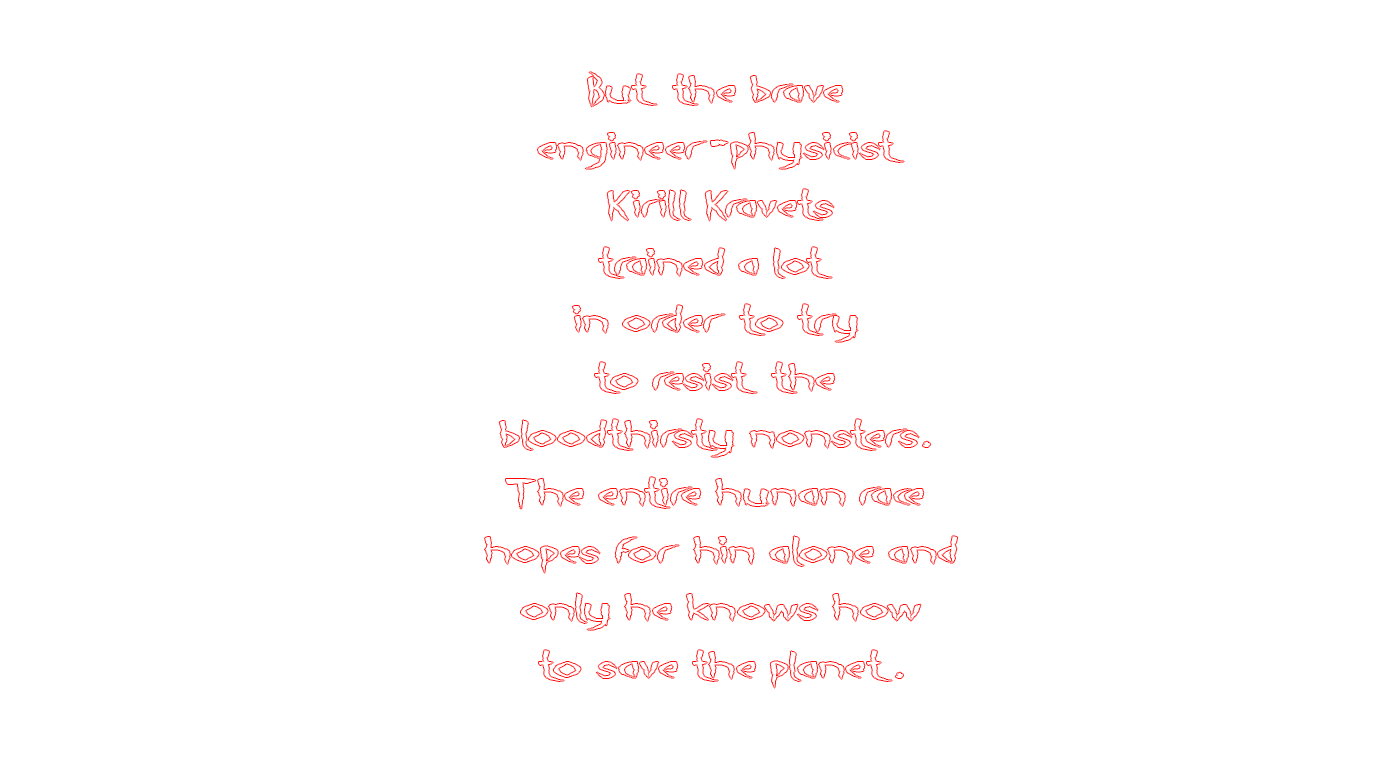 But the brave
engineer-physicist
Kirill Kravets
trained a lot
in order to try
to resist the
bloodthirsty monsters.
The entire human race
hopes for him alone and
only he knows how
to save the planet.